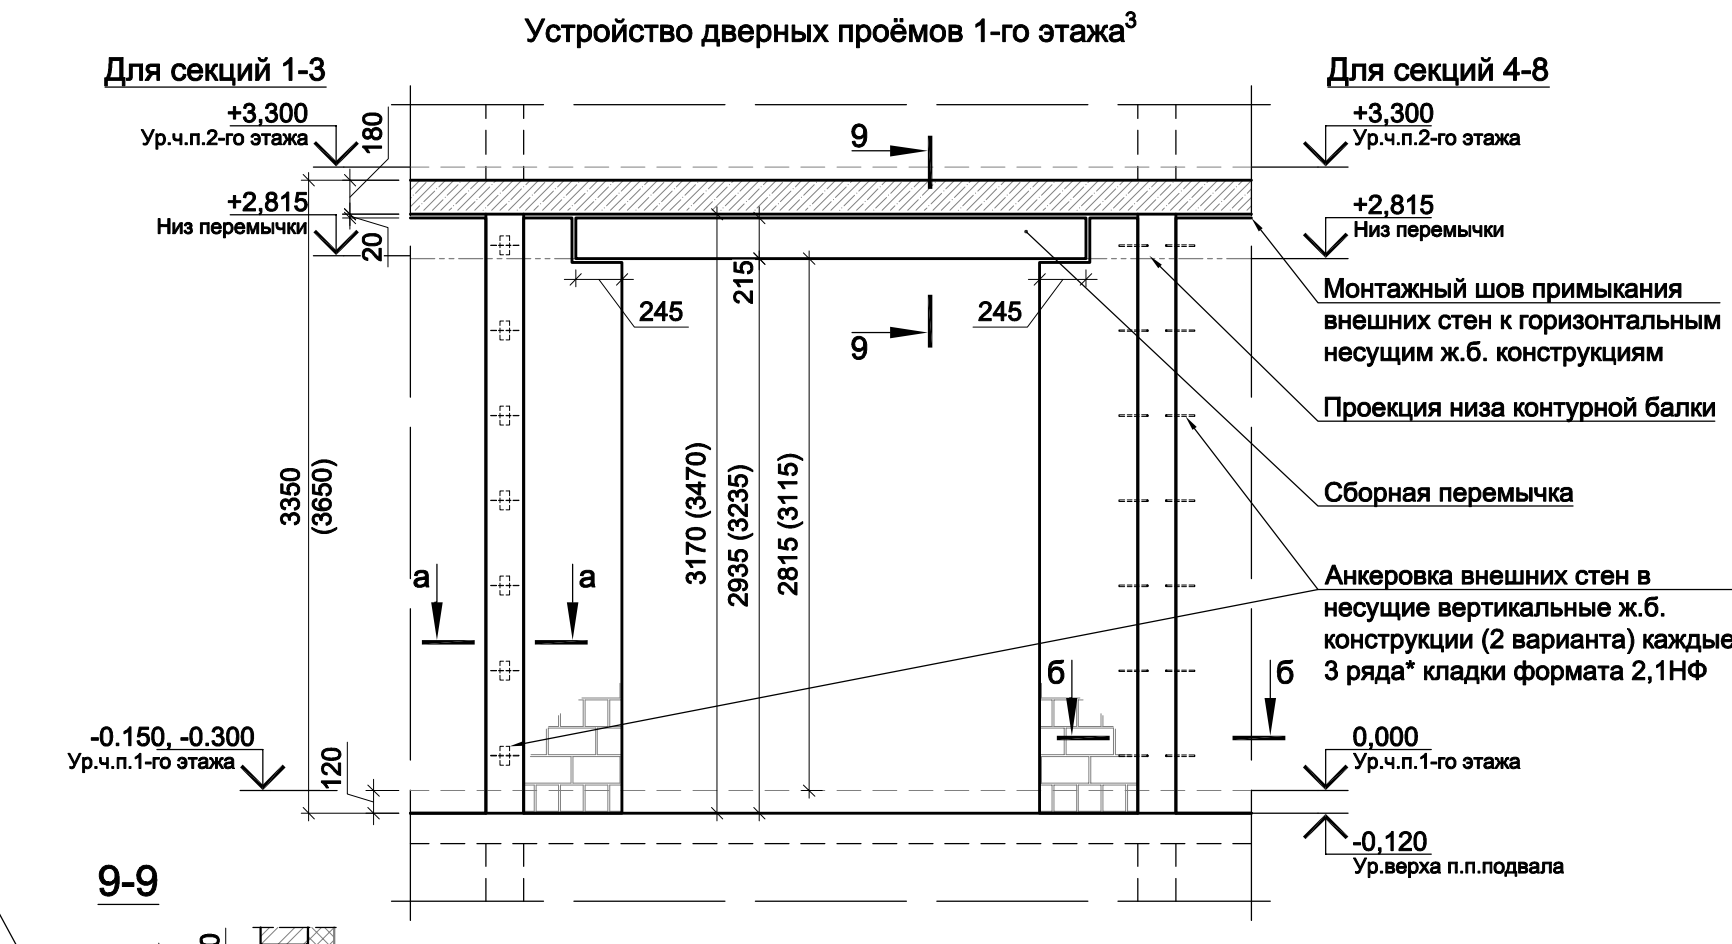 Устройство дверных проёмов 1-го этажа³
Для секций 1-3
Для секций 4-8
+3,300
Ур.ч.п.2-го этажа
180
9
+3,300
Ур.ч.п.2-го этажа
+2,815
Низ перемычки
20
+2,815
Низ перемычки
215
245
245
9
Монтажный шов примыкания
внешних стен к горизонтальным
несущим ж.б. конструкциям
Проекция низа контурной балки
Сборная перемычка
3350
(3650)
3170 (3470)
2935 (3235)
2815 (3115)
Анкеровка внешних стен в
несущие вертикальные ж.б.
конструкции (2 варианта) каждые
3 ряда* кладки формата 2,1НФ
а
а
б
б
-0.150, -0.300
Ур.ч.п.1-го этажа
120
0,000
Ур.ч.п.1-го этажа
-0,120
Ур.верха п.п.подвала
9-9